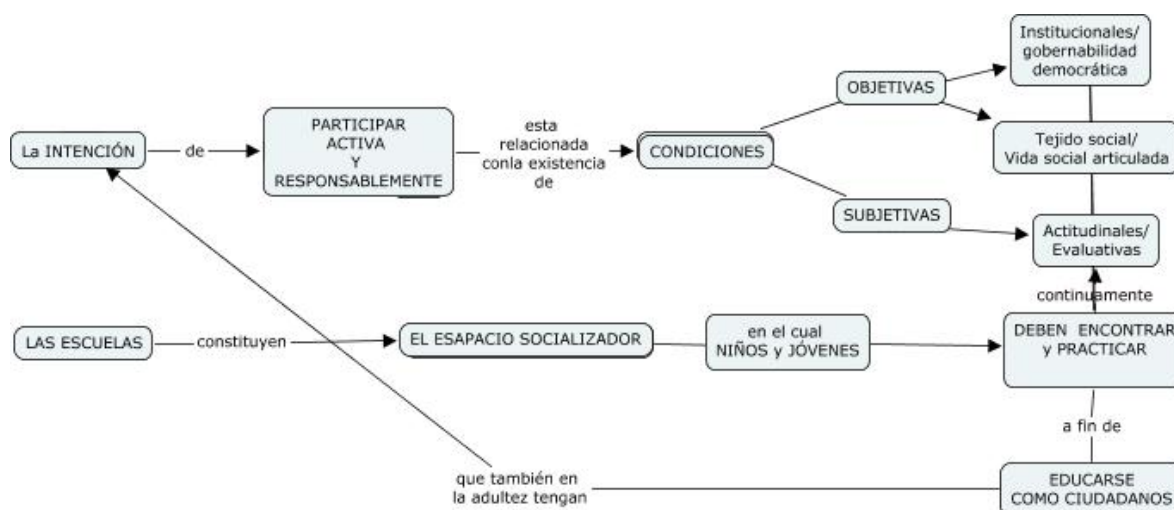 Institucionales/
gobernabilidad
democrática
OBJETIVAS
PARTICIPAR
ACTIVA
Y
RESPONSABLEMENTE
esta
relacionada
conla existencia
de
La INTENCIÓN
de
CONDICIONES
Tejido social/
Vida social articulada
SUBJETIVAS
Actitudinales/
Evaluativas
continuamente
LAS ESCUELAS
constituyen
EL ESAPACIO SOCIALIZADOR
en el cual
NIÑOS y JÓVENES
DEBEN ENCONTRAR
y PRACTICAR
a fin de
que también en
la adultez tengan
EDUCARSE
COMO CIUDADANOS